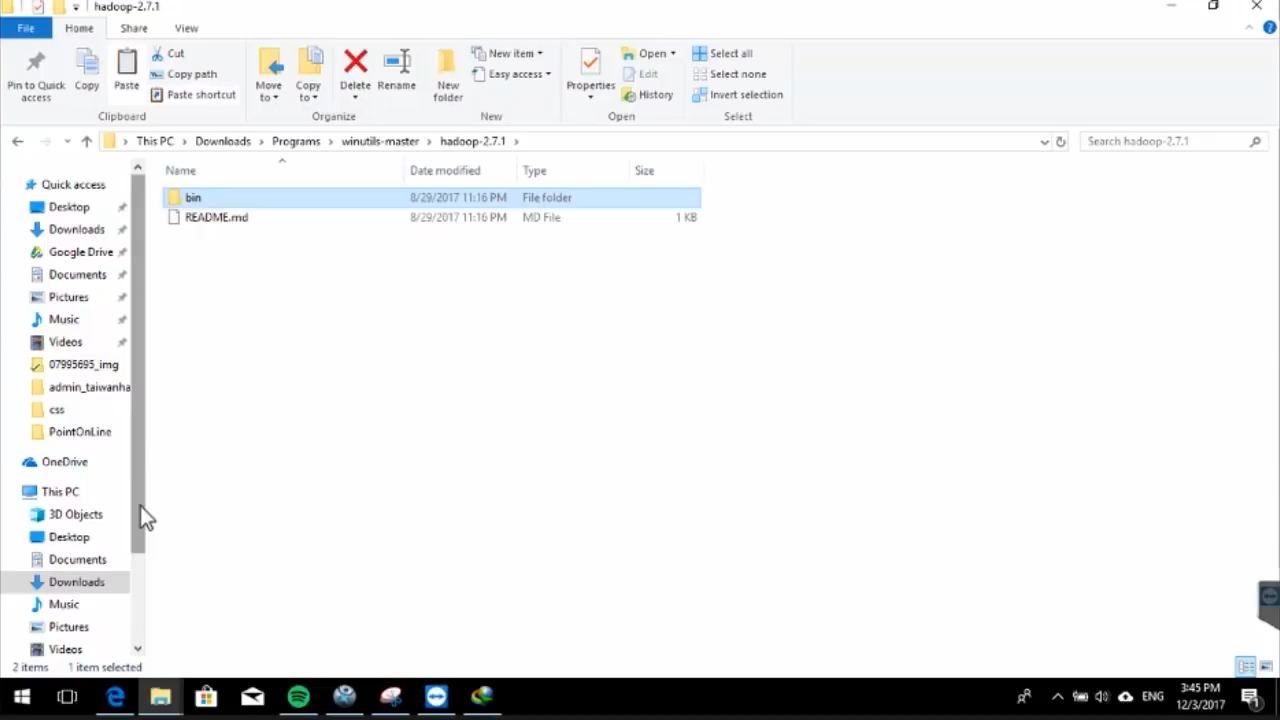 hadoop-2.7.1
File Home Share View
Pin to Quick access
Copy
Paste
Cut
Copy path
Paste shortcut
Clipboard
Move to
Copy to
Delete
Rename
Organize
New folder
New item
Easy access
New
Properties
Open
Edit
History
Open
Select all
Select none
Invert selection
Select
This PC Downloads Programs winutils-master hadoop-2.7.1
Search hadoop-2.7.1
Name Date modified Type Size
bin 8/29/2017 11:16 PM File folder
README.md 8/29/2017 11:16 PM MD File 1 KB
Quick access
Desktop
Downloads
Google Drive
Documents
Pictures
Music
Videos
07995695_img
admin_taiwanha
css
PointOnLine
OneDrive
This PC
3D Objects
Desktop
Documents
Downloads
Music
Pictures
Videos
2 items 1 item selected
ENG
3:45 PM
12/3/2017
1